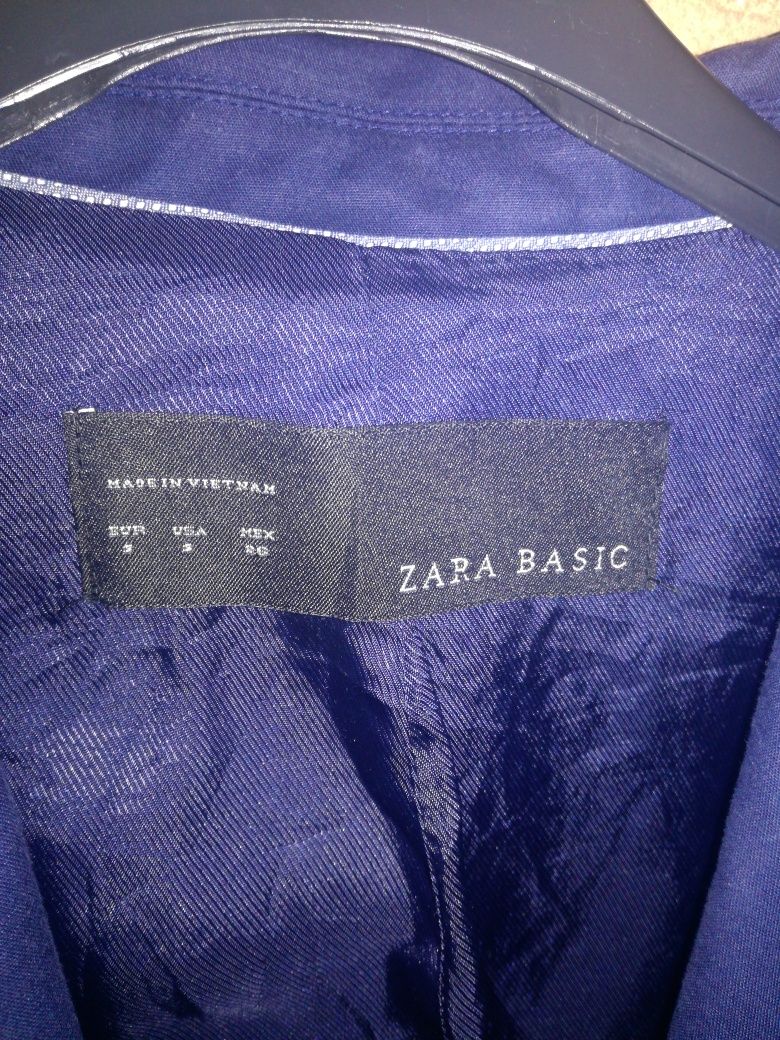 MADE IN VIETNAM
EUR USA MEX
S S 26
ZARA BASIC